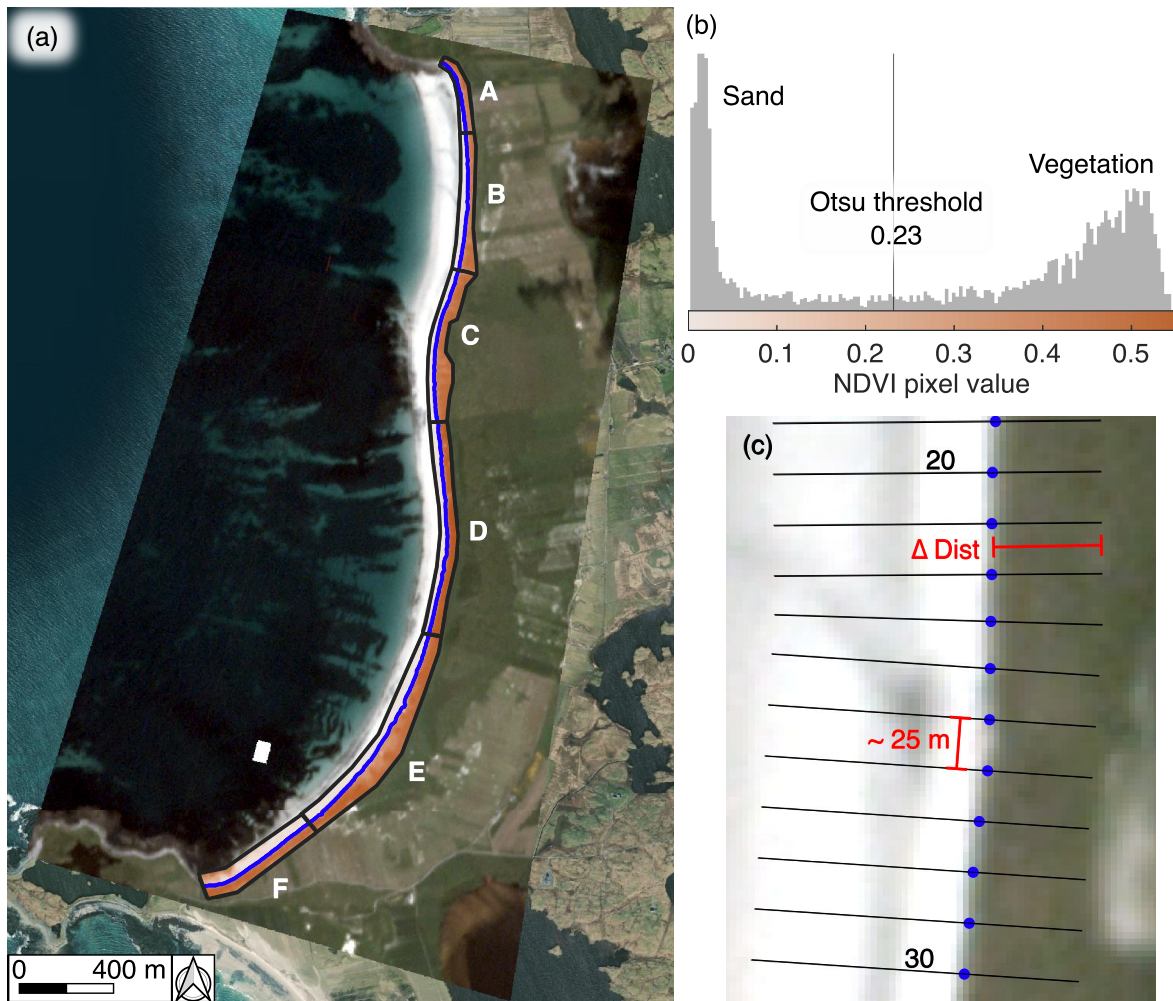 (a)
A
B
C
D
E
F
0 400 m
(b)
Sand
Vegetation
Otsu threshold
0.23
0 0.1 0.2 0.3 0.4 0.5
NDVI pixel value
(c)
20
Δ Dist
~ 25 m
30